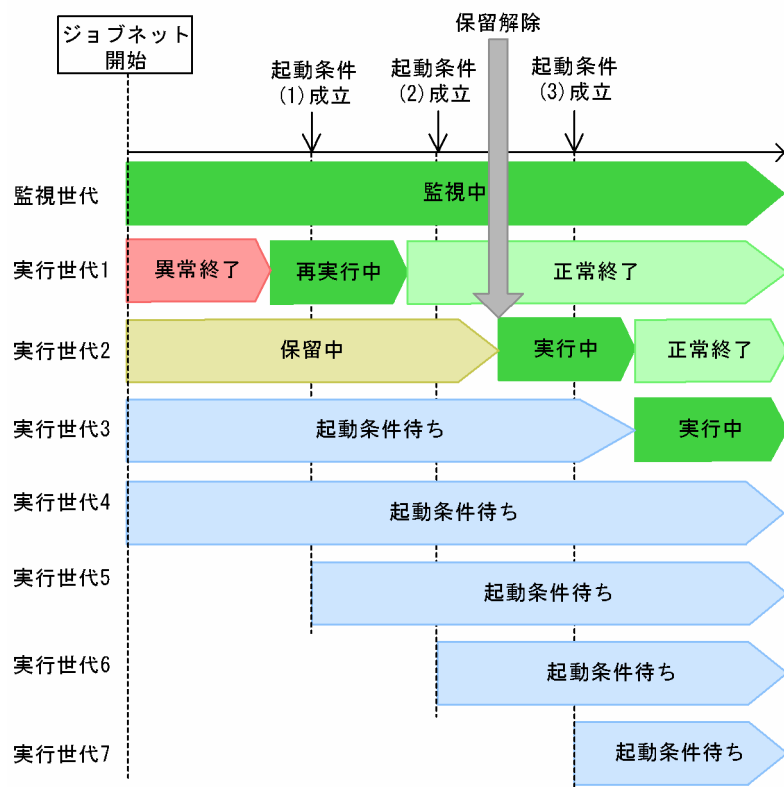 保留解除
ジョブネット
開始
起動条件
(1)成立
起動条件
(2)成立
起動条件
(3)成立
監視世代
監視中
実行世代1
異常終了
再実行中
正常終了
実行世代2
保留中
実行中
正常終了
実行世代3
起動条件待ち
実行中
実行世代4
起動条件待ち
実行世代5
起動条件待ち
実行世代6
起動条件待ち
実行世代7
起動条件待ち